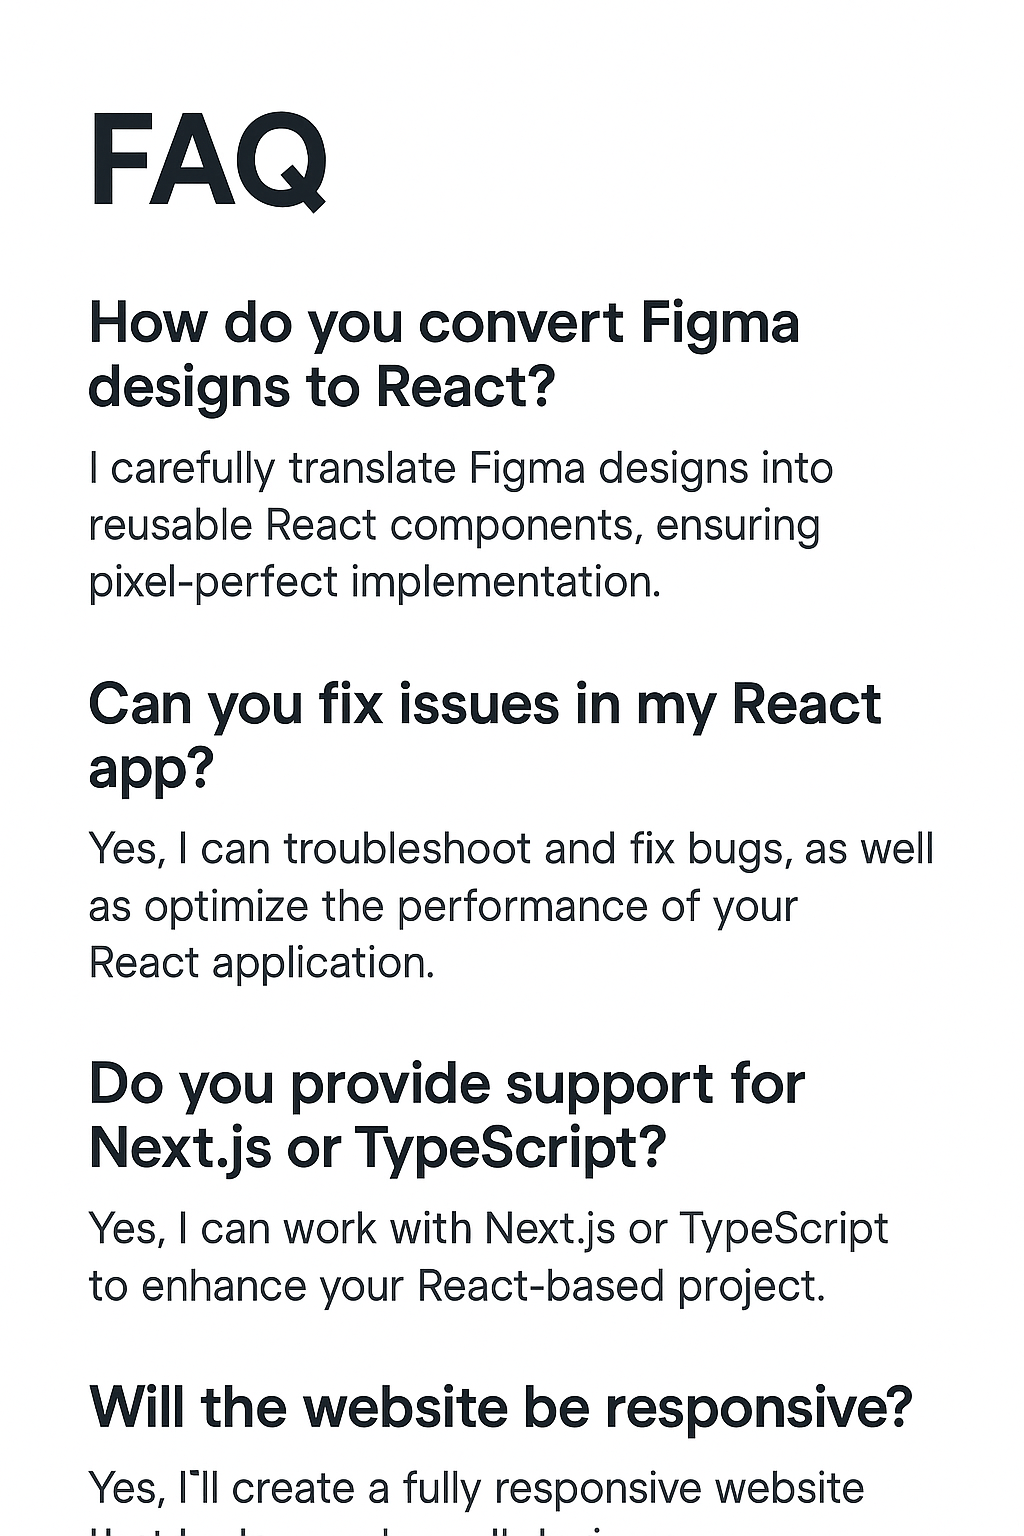 FAQ
How do you convert Figma
designs to React?
I carefully translate Figma designs into
reusable React components, ensuring
pixel-perfect implementation.
Can you fix issues in my React
app?
Yes, I can troubleshoot and fix bugs, as well
as optimize the performance of your
React application.
Do you provide support for
Next.js or TypeScript?
Yes, I can work with Next.js or TypeScript
to enhance your React-based project.
Will the website be responsive?
Yes, I'll create a fully responsive website